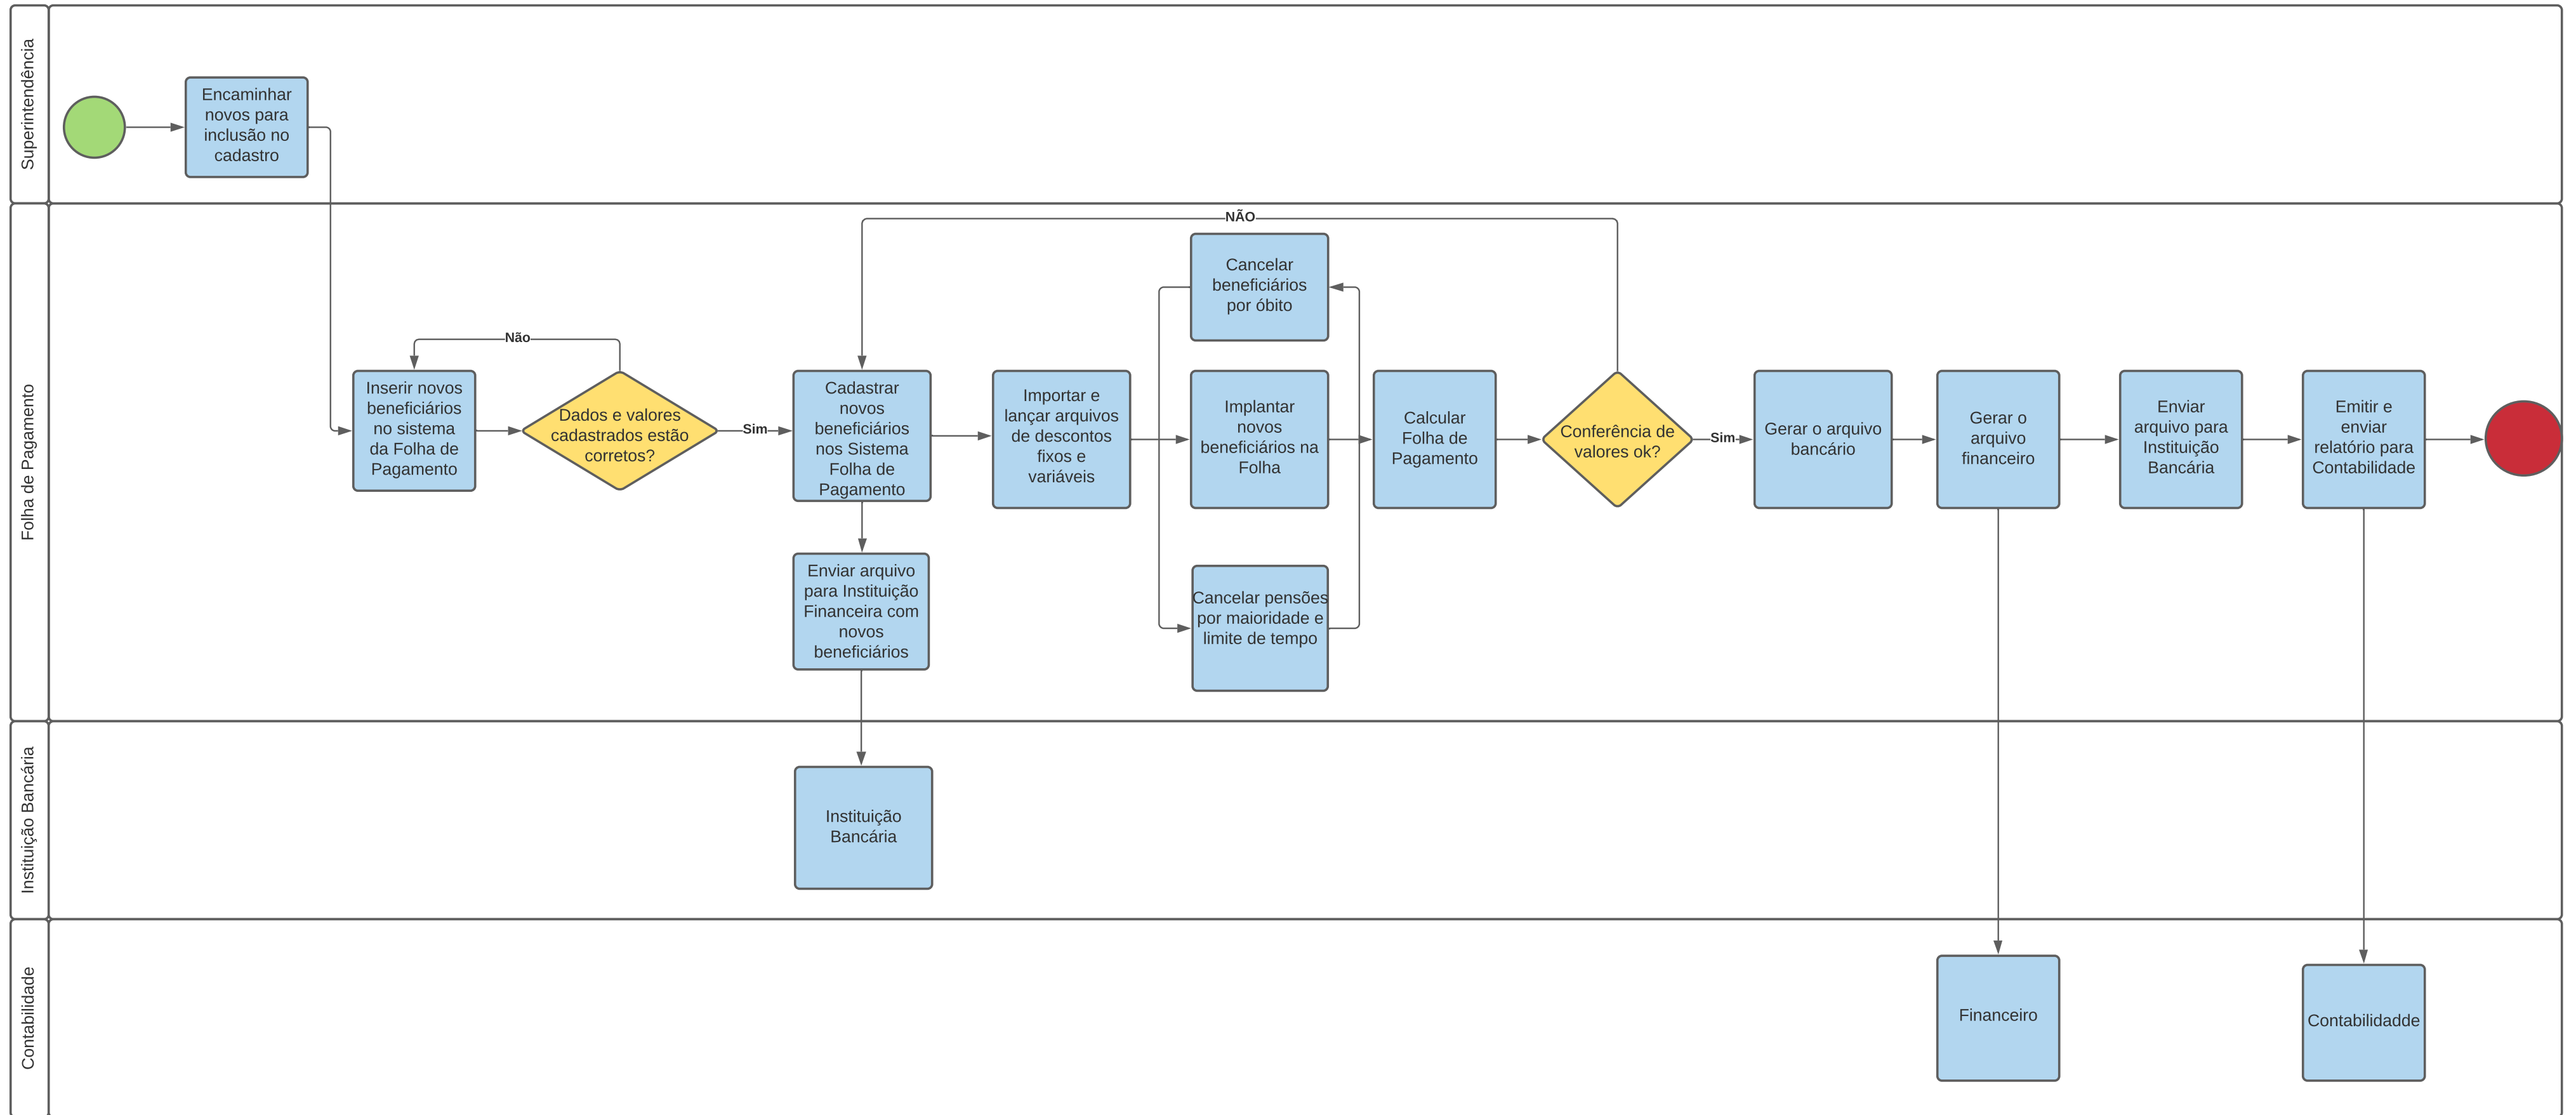 Superintendência
Encaminhar
novos para
inclusão no
cadastro
Folha de Pagamento
NÃO
Não
Inserir novos
beneficiários
no sistema
da Folha de
Pagamento
Dados e valores
cadastrados estão
corretos?
Sim
Cadastrar
novos
beneficiários
nos Sistema
Folha de
Pagamento
Enviar arquivo
para Instituição
Financeira com
novos
beneficiários
Importar e
lançar arquivos
de descontos
fixos e
variáveis
Cancelar
beneficiários
por óbito
Implantar
novos
beneficiários na
Folha
Cancelar pensões
por maioridade e
limite de tempo
Calcular
Folha de
Pagamento
Conferência de
valores ok?
Sim
Gerar o arquivo
bancário
Gerar o
arquivo
financeiro
Enviar
arquivo para
Instituição
Bancária
Emitir e
enviar
relatório para
Contabilidade
Instituição Bancária
Instituição
Bancária
Contabilidade
Financeiro
Contabilidadde